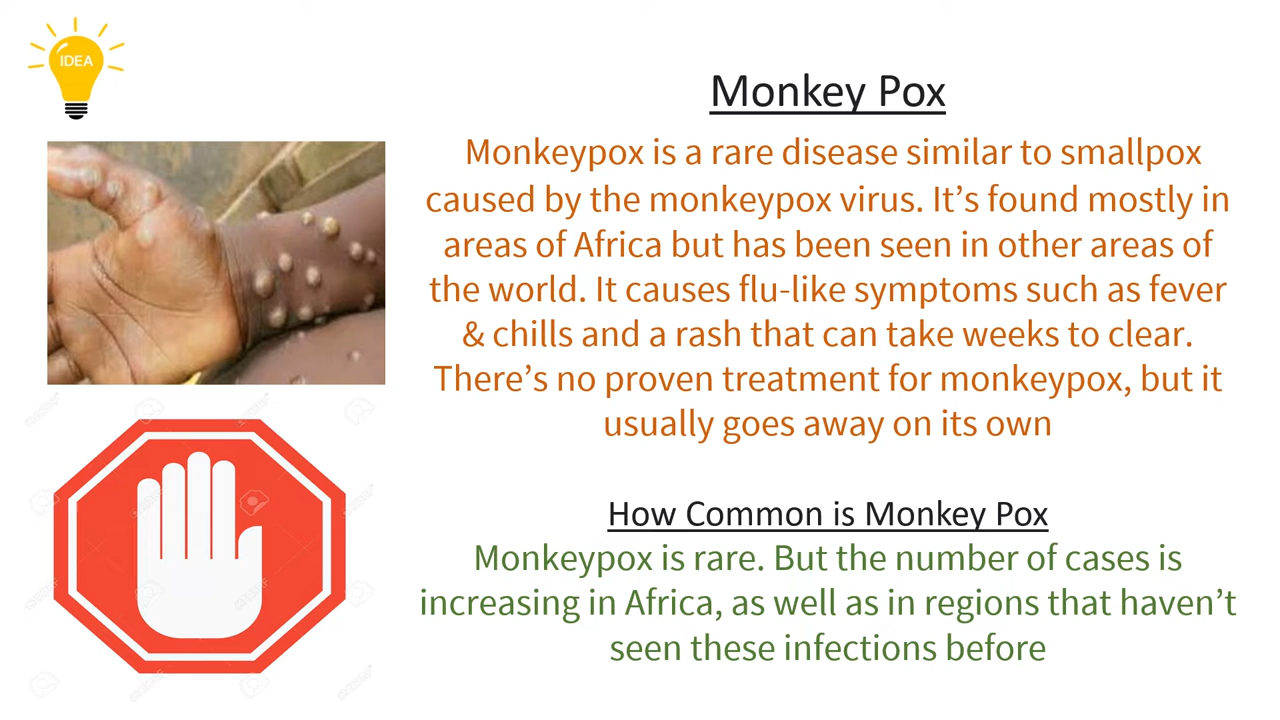 IDEA
Monkey Pox
Monkeypox is a rare disease similar to smallpox
caused by the monkeypox virus. It’s found mostly in
areas of Africa but has been seen in other areas of
the world. It causes flu-like symptoms such as fever
& chills and a rash that can take weeks to clear.
There’s no proven treatment for monkeypox, but it
usually goes away on its own
How Common is Monkey Pox
Monkeypox is rare. But the number of cases is
increasing in Africa, as well as in regions that haven’t
seen these infections before